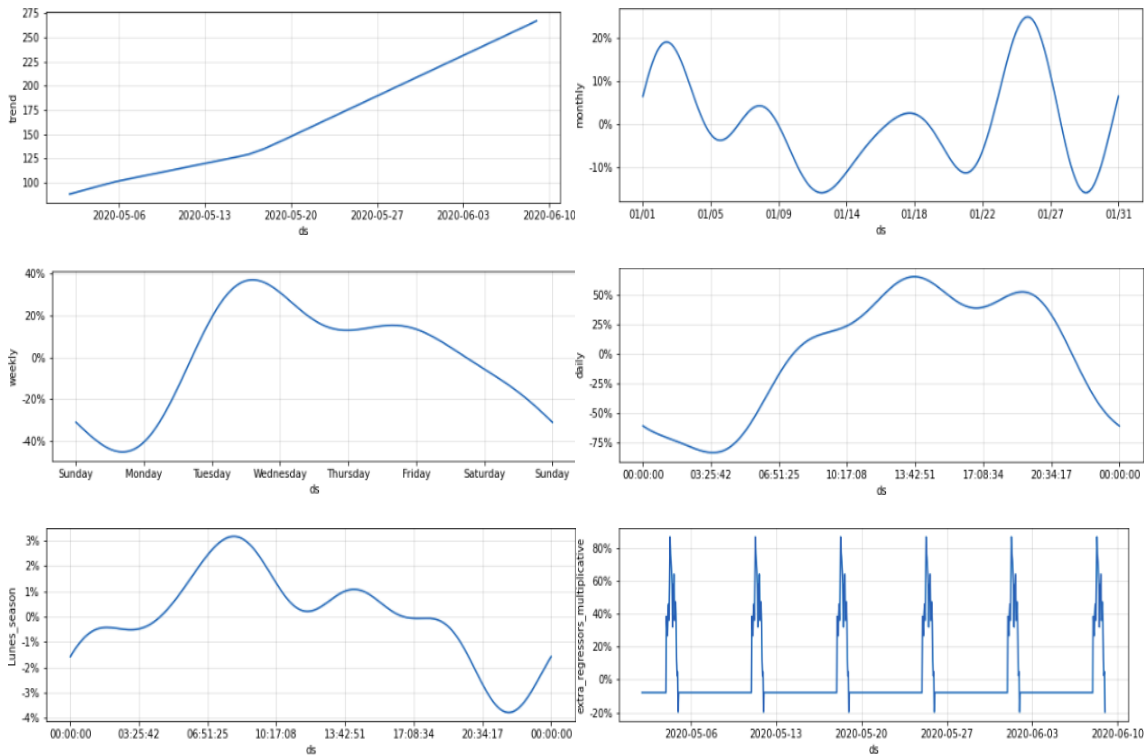 275
250
225
200
175
150
125
100
trend
2020-05-06 2020-05-13 2020-05-20 2020-05-27 2020-06-03 2020-06-10
ds
20%
10%
0%
-10%
monthly
01/01 01/05 01/09 01/14 01/18 01/22 01/27 01/31
ds
40%
20%
0%
-20%
-40%
weekly
Sunday Monday Tuesday Wednesday Thursday Friday Saturday Sunday
ds
50%
25%
0%
-25%
-50%
-75%
daily
00:00:00 03:25:42 06:51:25 10:17:08 13:42:51 17:08:34 20:34:17 00:00:00
ds
3%
2%
1%
0%
-1%
-2%
-3%
-4%
Lunes_season
00:00:00 03:25:42 06:51:25 10:17:08 13:42:51 17:08:34 20:34:17 00:00:00
ds
80%
60%
40%
20%
0%
-20%
extra_regressors_multiplicative
2020-05-06 2020-05-13 2020-05-20 2020-05-27 2020-06-03 2020-06-10
ds